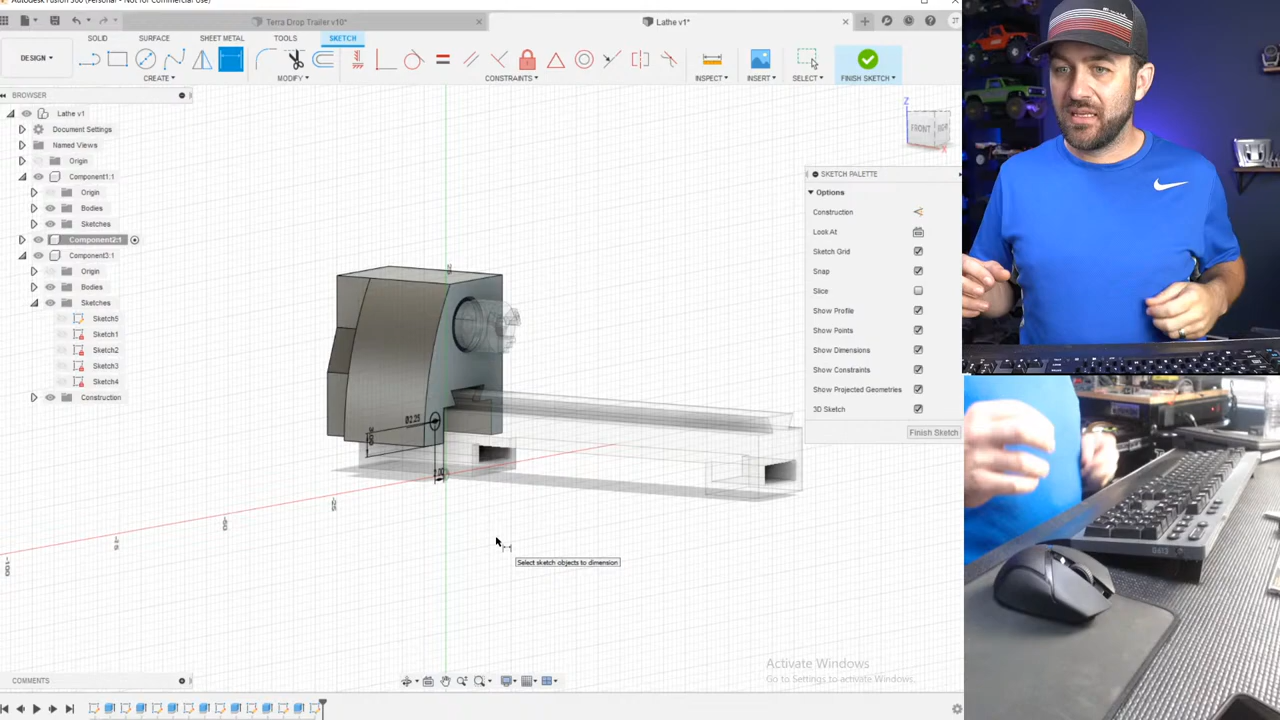 Autodesk Fusion 360 (Personal - Not for Commercial Use)
Terra Drop Trailer v10*
Lathe v1*
2T
SOLID
SURFACE
SHEET METAL
TOOLS
SKETCH
DESIGN
CREATE
MODIFY
CONSTRAINTS
INSPECT
INSERT
SELECT
FINISH SKETCH
BROWSER
Lathe v1
Document Settings
Named Views
Origin
Component1:1
Origin
Bodies
Sketches
Component2:1
Component3:1
Origin
Bodies
Sketches
Sketch5
Sketch1
Sketch2
Sketch3
Sketch4
Construction
Z
FRONT
X
SKETCH PALETTE
Options
Construction
Look At
Sketch Grid
Snap
Slice
Show Profile
Show Points
Show Dimensions
Show Constraints
Show Projected Geometries
3D Sketch
Finish Sketch
Ø2.25
Select sketch objects to dimension
Activate Windows
Go to Settings to activate Windows.
COMMENTS
G613